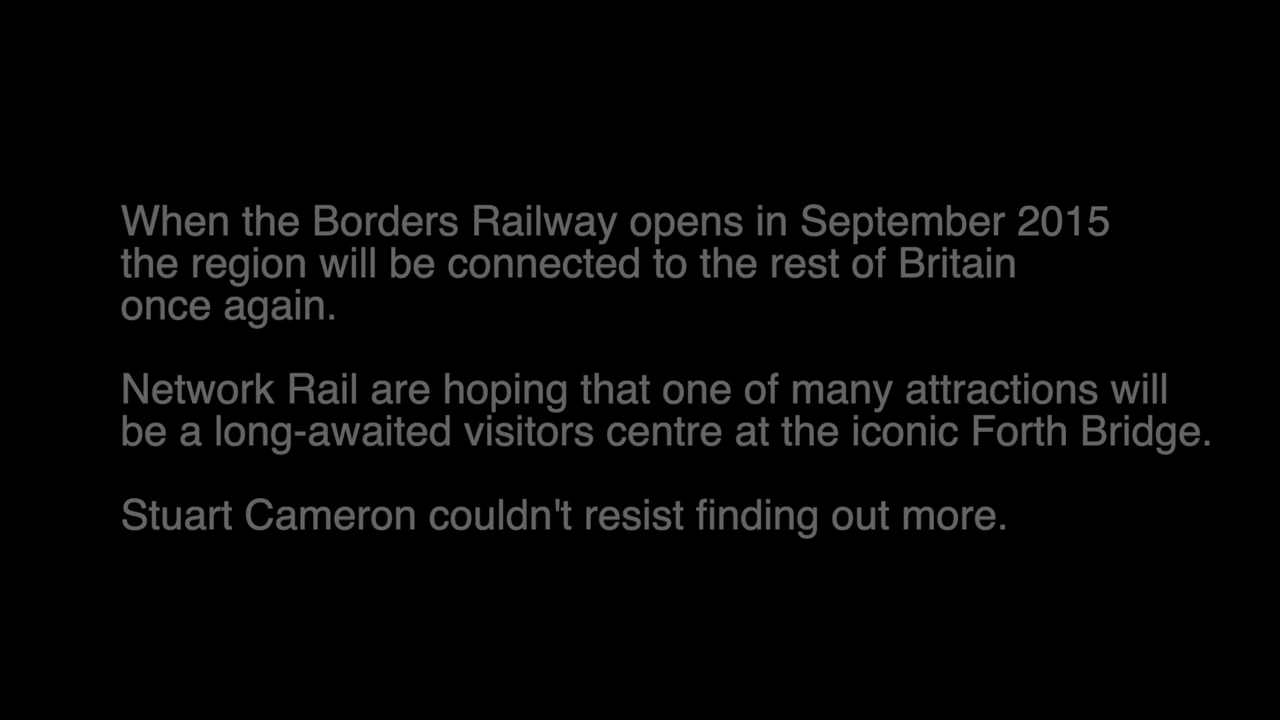 When the Borders Railway opens in September 2015
the region will be connected to the rest of Britain
once again.
Network Rail are hoping that one of many attractions will
be a long-awaited visitors centre at the iconic Forth Bridge.
Stuart Cameron couldn't resist finding out more.